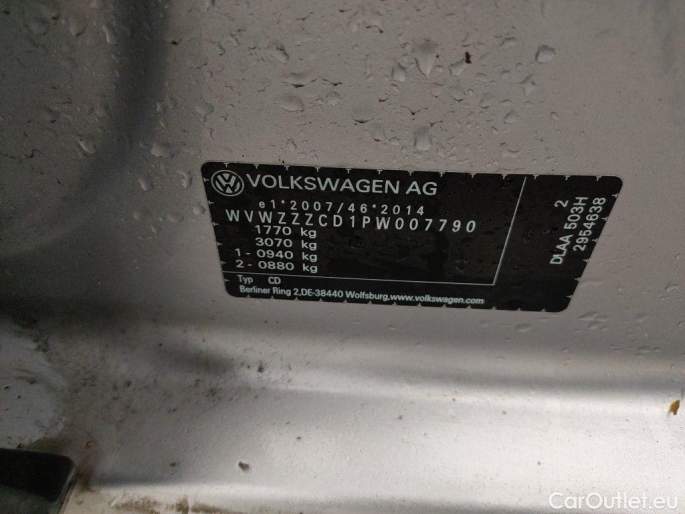 VOLKSWAGEN AG
e1*2007/46*2014
WVWZZZCD1PW007790
1770 kg
3070 kg
1 - 0940 kg
2 - 0880 kg
Typ CD
Berliner Ring 2,DE-38440 Wolfsburg,www.volkswagen.com
2
DLAA 503H
2954638
CarOutlet.eu